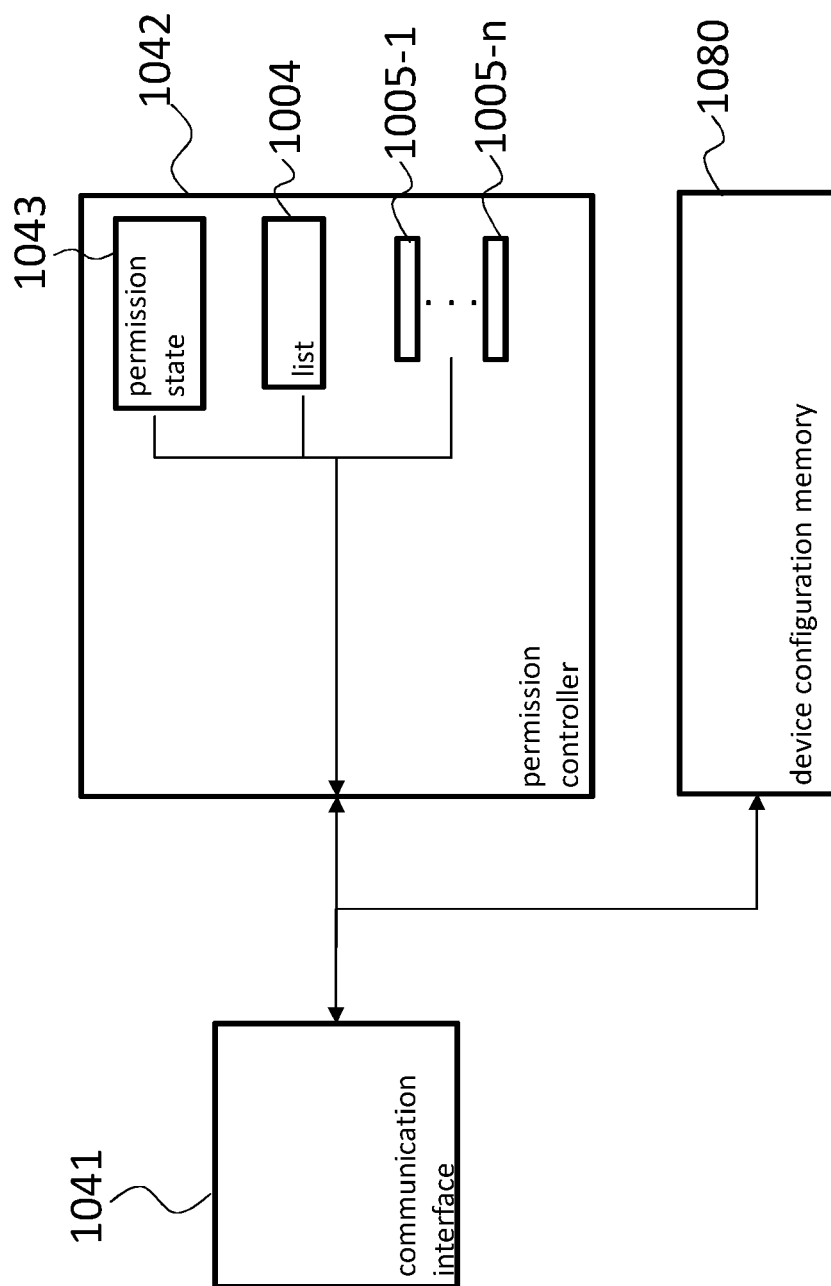 1041
communication
interface
1043
permission
state
1042
list
1004
1005-1
. . .
1005-n
permission
controller
1080
device configuration memory